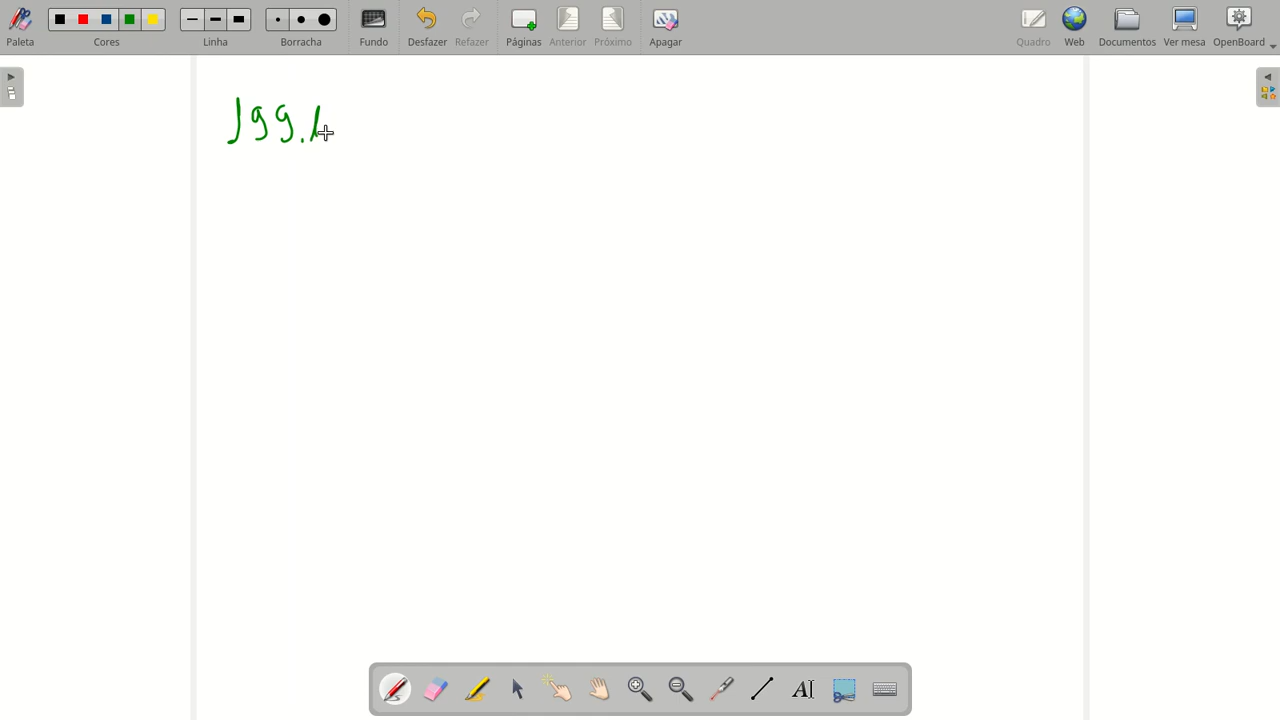 Paleta Cores Linha Borracha Fundo Desfazer Refazer Páginas Anterior Próximo Apagar Quadro Web Documentos Ver mesa OpenBoard
199.1
AI